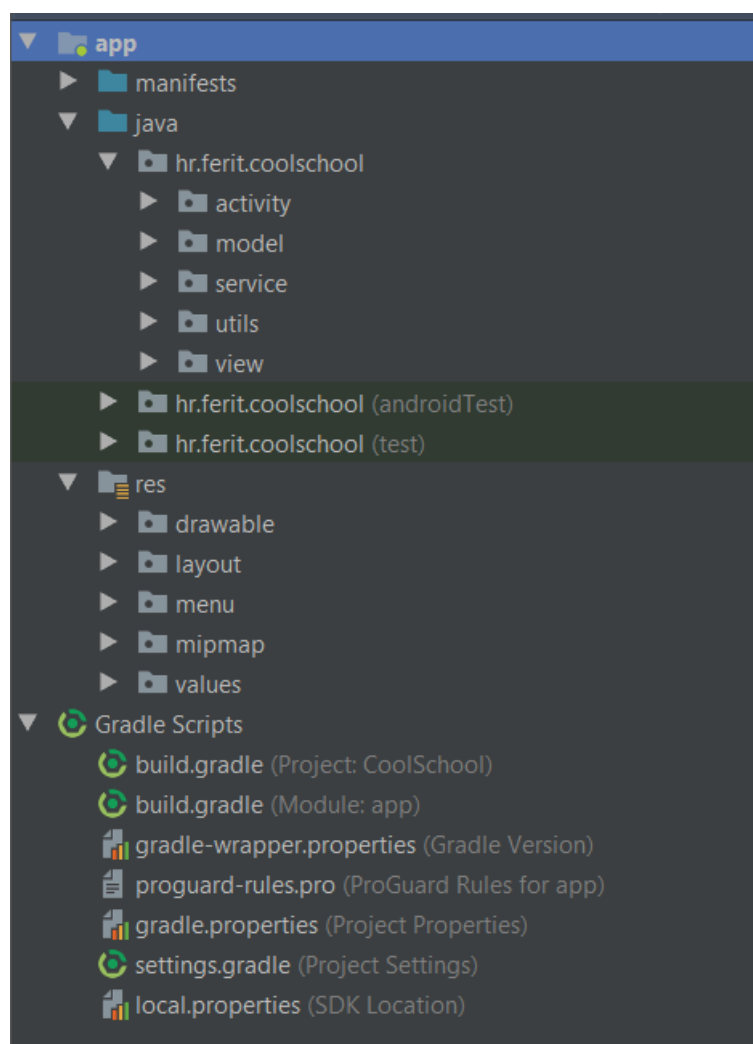 app
manifests
java
hr.ferit.coolschool
activity
model
service
utils
view
hr.ferit.coolschool (androidTest)
hr.ferit.coolschool (test)
res
drawable
layout
menu
mipmap
values
Gradle Scripts
build.gradle (Project: CoolSchool)
build.gradle (Module: app)
gradle-wrapper.properties (Gradle Version)
proguard-rules.pro (ProGuard Rules for app)
gradle.properties (Project Properties)
settings.gradle (Project Settings)
local.properties (SDK Location)